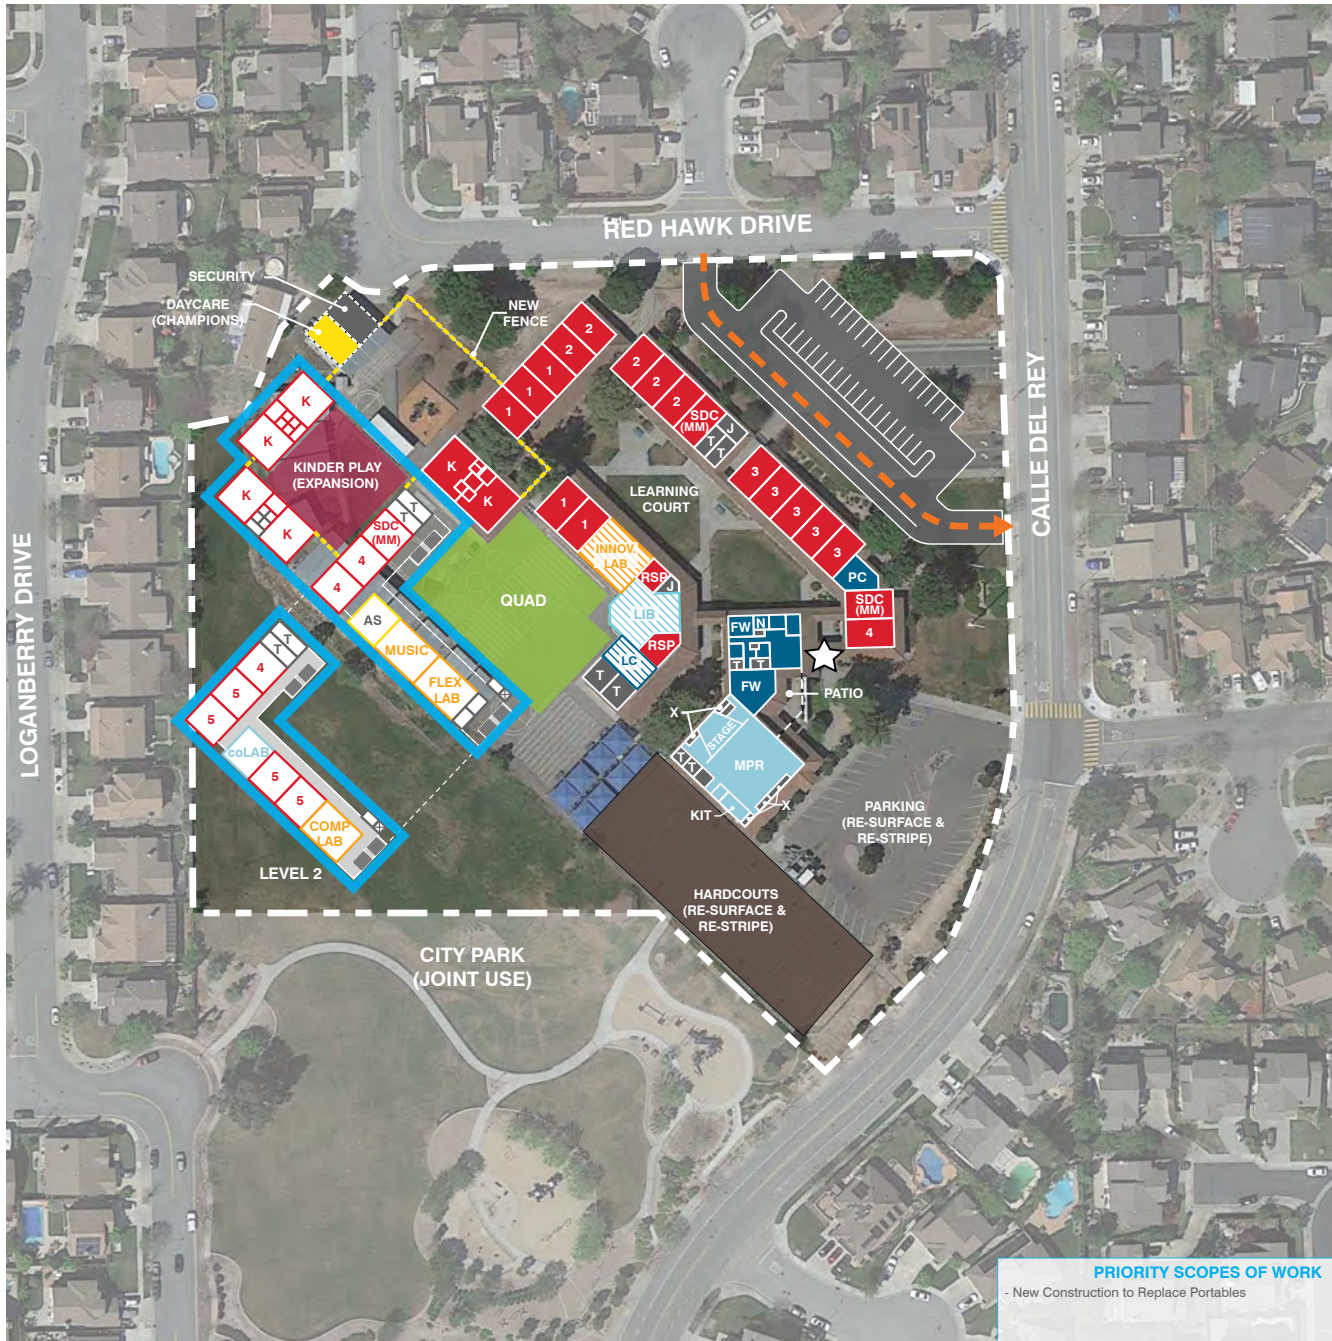 RED HAWK DRIVE
SECURITY
DAYCARE
(CHAMPIONS)
NEW
FENCE
2
2
1
1
1
2
2
2
SDC
(MM)
J
T
T
CALLE DEL REY
LOGANBERRY DRIVE
K
K
KINDER PLAY
(EXPANSION)
K
K
K
K
T
T
SDC
(MM)
4
4
LEARNING
COURT
3
3
3
3
3
PC
SDC
(MM)
4
1
1
INNOV.
LAB
RSP
J
LIB
RSP
LC
T
T
QUAD
AS
MUSIC
FLEX
LAB
FW
N
T
T
FW
PATIO
X
STAGE
MPR
T
T
KIT
X
PARKING
(RE-SURFACE &
RE-STRIPE)
T
T
4
5
5
coLAB
5
5
COMP
LAB
LEVEL 2
HARDCOUTS
(RE-SURFACE &
RE-STRIPE)
CITY PARK
(JOINT USE)
PRIORITY SCOPES OF WORK
- New Construction to Replace Portables